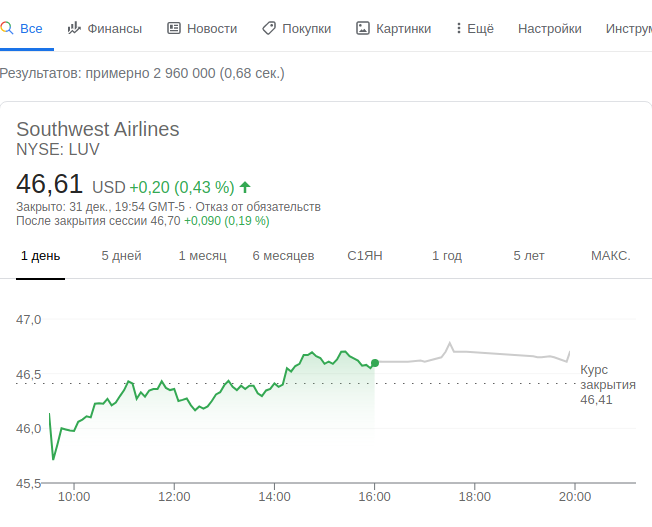 Все Финансы Новости Покупки Картинки Ещё Настройки
Результатов: примерно 2 960 000 (0,68 сек.)
Southwest Airlines
NYSE: LUV
46,61 USD +0,20 (0,43 %)
Закрыто: 31 дек., 19:54 GMT-5 · Отказ от обязательств
После закрытия сессии 46,70 +0,090 (0,19 %)
1 день 5 дней 1 месяц 6 месяцев С1ЯН 1 год 5 лет МАКС.
47,0
46,5
Курс
закрытия
46,41
46,0
45,5
10:00 12:00 14:00 16:00 18:00 20:00